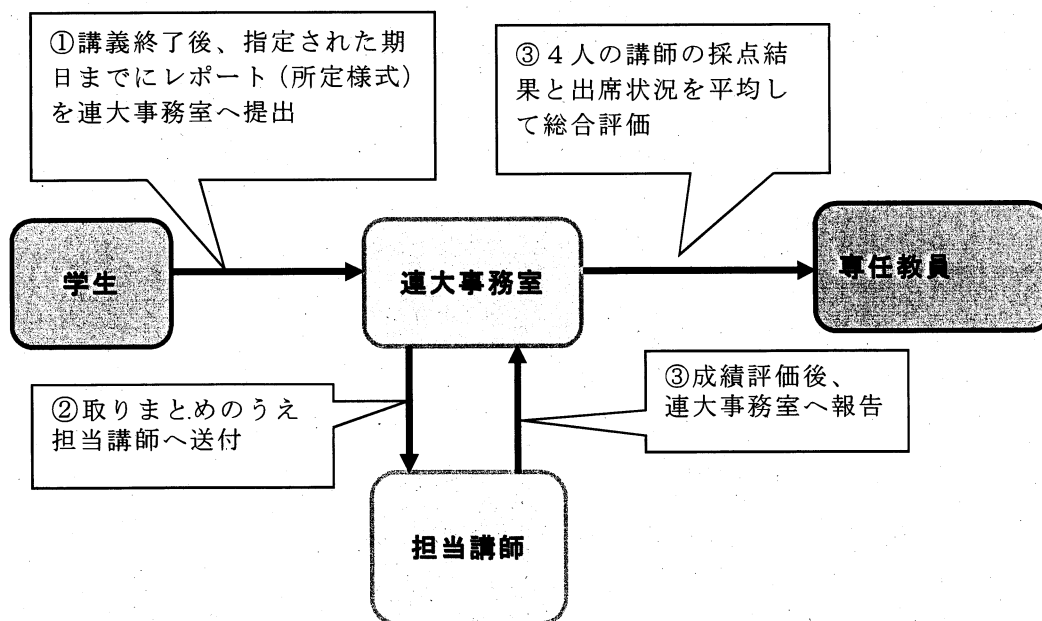 ①講義終了後、指定された期
日までにレポート（所定様式）
を連大事務室へ提出
③４人の講師の採点結
果と出席状況を平均し
て総合評価
学生
連大事務室
専任教員
②取りまとめのうえ
担当講師へ送付
③成績評価後、
連大事務室へ報告
担当講師